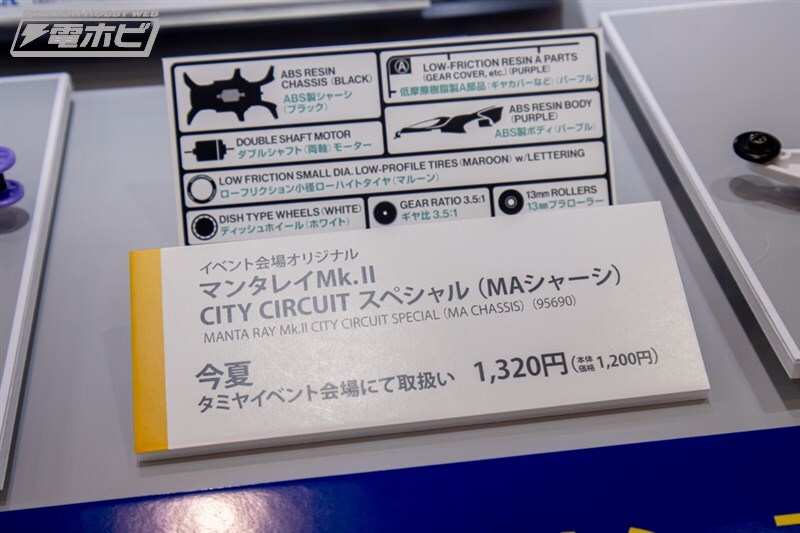 DENGEKI HOBBY WEB
電ホビ
ABS RESIN
CHASSIS (BLACK)
ABS製シャーシ
(ブラック)
LOW-FRICTION RESIN A PARTS
(GEAR COVER, etc.) (PURPLE)
低摩擦樹脂製A部品(ギヤカバーなど)(パープル)
A
DOUBLE SHAFT MOTOR
ダブルシャフト(両軸)モーター
ABS RESIN BODY
(PURPLE)
ABS製ボディ(パープル)
LOW FRICTION SMALL DIA. LOW-PROFILE TIRES (MAROON) w/LETTERING
ローフリクション小径ローハイトタイヤ(マルーン)
DISH TYPE WHEELS (WHITE)
ディッシュホイール(ホワイト)
GEAR RATIO 3.5:1
ギヤ比 3.5:1
13mm ROLLERS
13㎜プラローラー
イベント会場オリジナル
マンタレイMk.II
CITY CIRCUIT スペシャル(MAシャーシ)
MANTA RAY Mk.II CITY CIRCUIT SPECIAL (MA CHASSIS) (95690)
今夏
タミヤイベント会場にて取扱い 1,320円(本体価格1,200円)